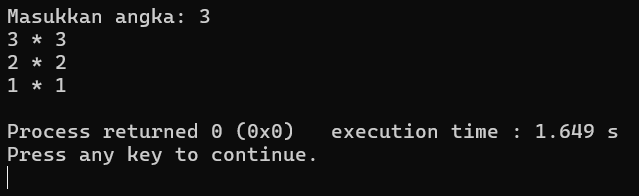 Masukkan angka: 3
3 * 3
2 * 2
1 * 1
Process returned 0 (0x0)   execution time : 1.649 s
Press any key to continue.